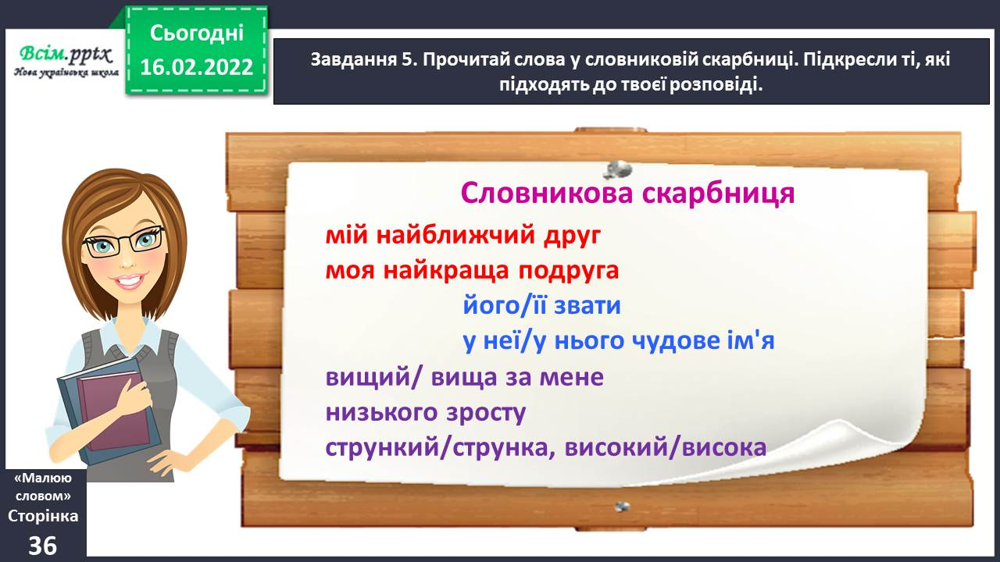 Всім.pptx
Нова українська школа
Сьогодні
16.02.2022
Завдання 5. Прочитай слова у словниковій скарбниці. Підкресли ті, які
підходять до твоєї розповіді.
Словникова скарбниця
мій найближчий друг
моя найкраща подруга
його/її звати
у неї/у нього чудове ім'я
вищий/ вища за мене
низького зросту
стрункий/струнка, високий/висока
«Малюю
словом»
Сторінка
36